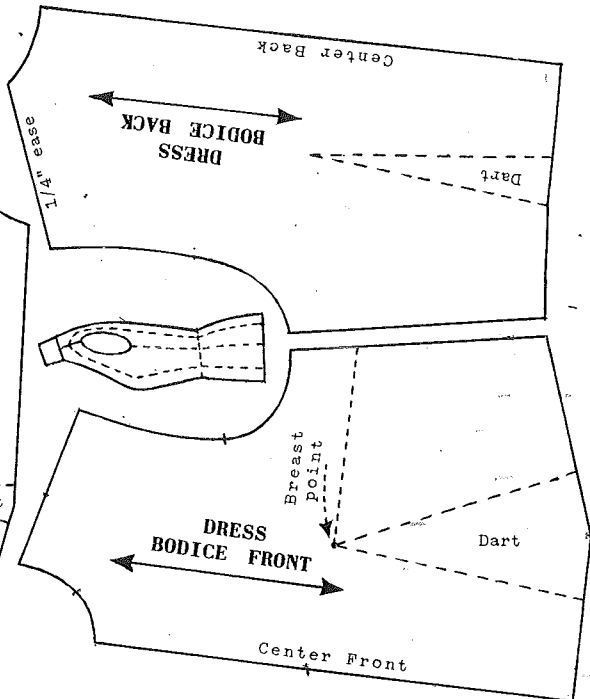 Center Back
DRESS
BODICE BACK
1/4" ease
Dart
Breast
point
DRESS
BODICE FRONT
Dart
Center Front